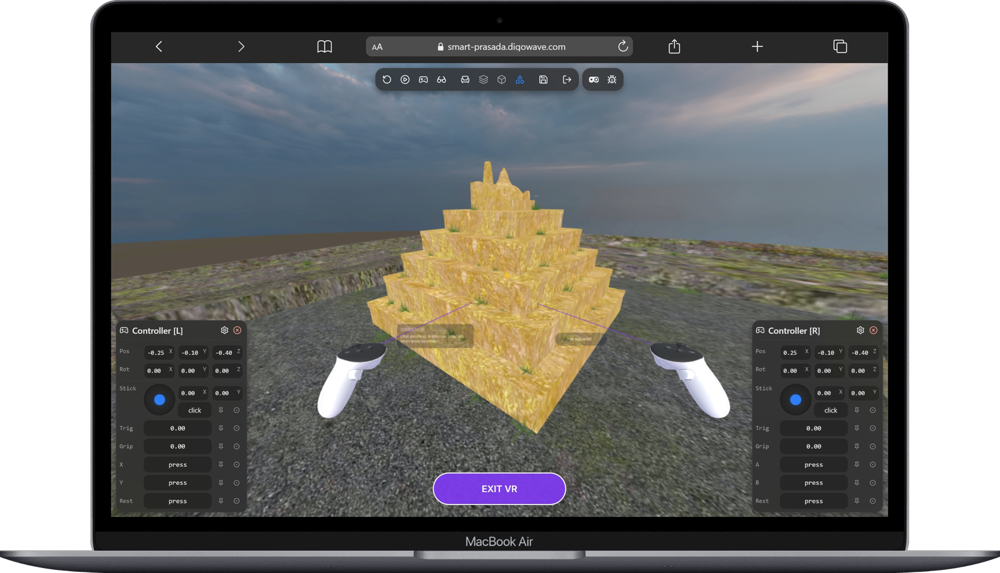 AA smart-prasada.digowave.com
Controller [L]
Pos -0.25 X -0.10 Y -0.40 Z
Rot 0.00 X 0.00 Y 0.00 Z
Stick 0.00 X 0.00 Y
click
Trig 0.00
Grip 0.00
X press
Y press
Rest press
Controller [R]
Pos 0.25 X -0.10 Y -0.40 Z
Rot 0.00 X 0.00 Y 0.00 Z
Stick 0.00 X 0.00 Y
click
Trig 0.00
Grip 0.00
A press
B press
Rest press
EXIT VR
MacBook Air